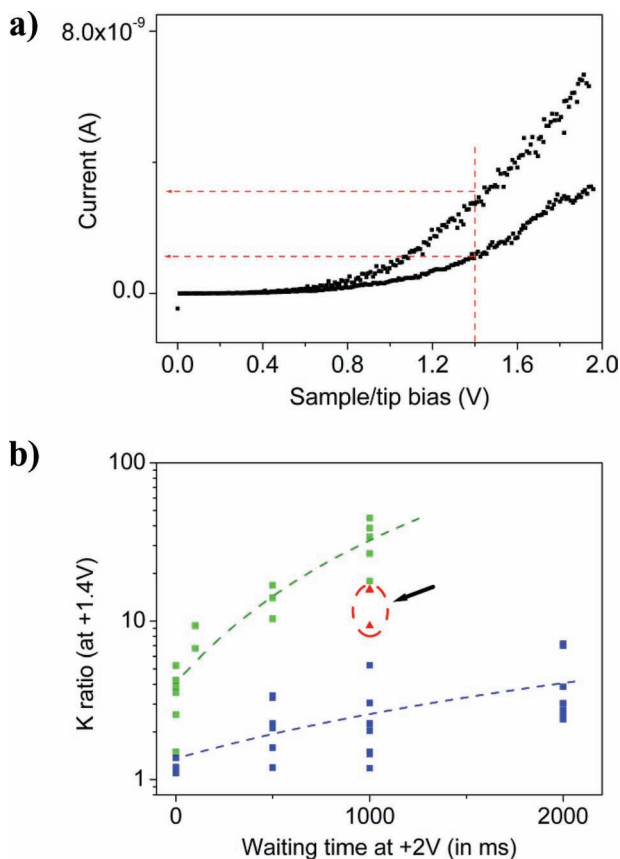 a)
8.0x10⁻⁹
Current (A)
0.0
0.0 0.4 0.8 1.2 1.6 2.0
Sample/tip bias (V)
b)
100
K ratio (at +1.4V)
10
1
0 1000 2000
Waiting time at +2V (in ms)